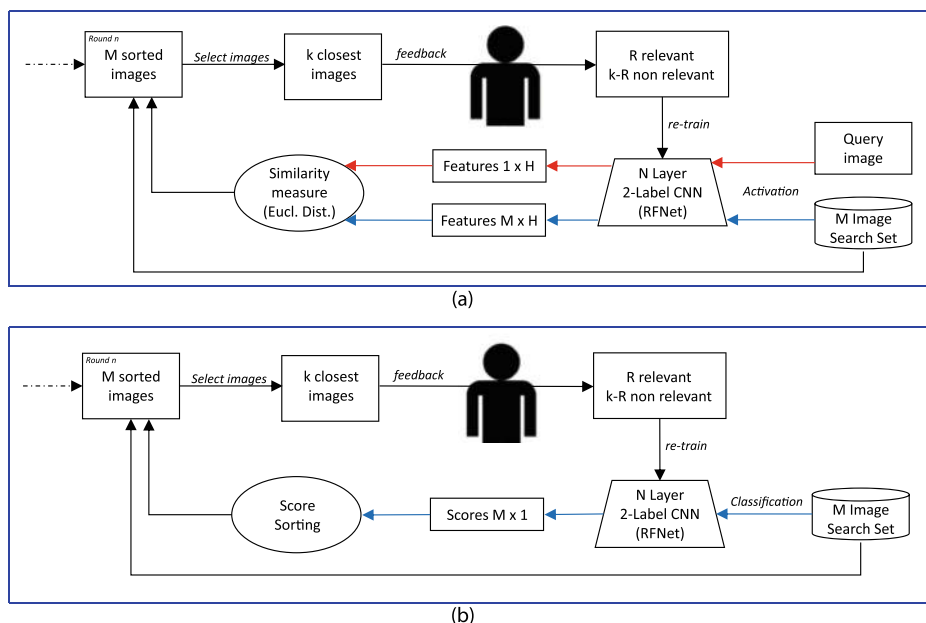 Round n
M sorted
images
Select images
k closest
images
feedback
R relevant
k-R non relevant
re-train
Query
image
Similarity
measure
(Eucl. Dist.)
Features 1 x H
Features M x H
N Layer
2-Label CNN
(RFNet)
Activation
M Image
Search Set
(a)
Round n
M sorted
images
Select images
k closest
images
feedback
R relevant
k-R non relevant
re-train
Score
Sorting
Scores M x 1
N Layer
2-Label CNN
(RFNet)
Classification
M Image
Search Set
(b)